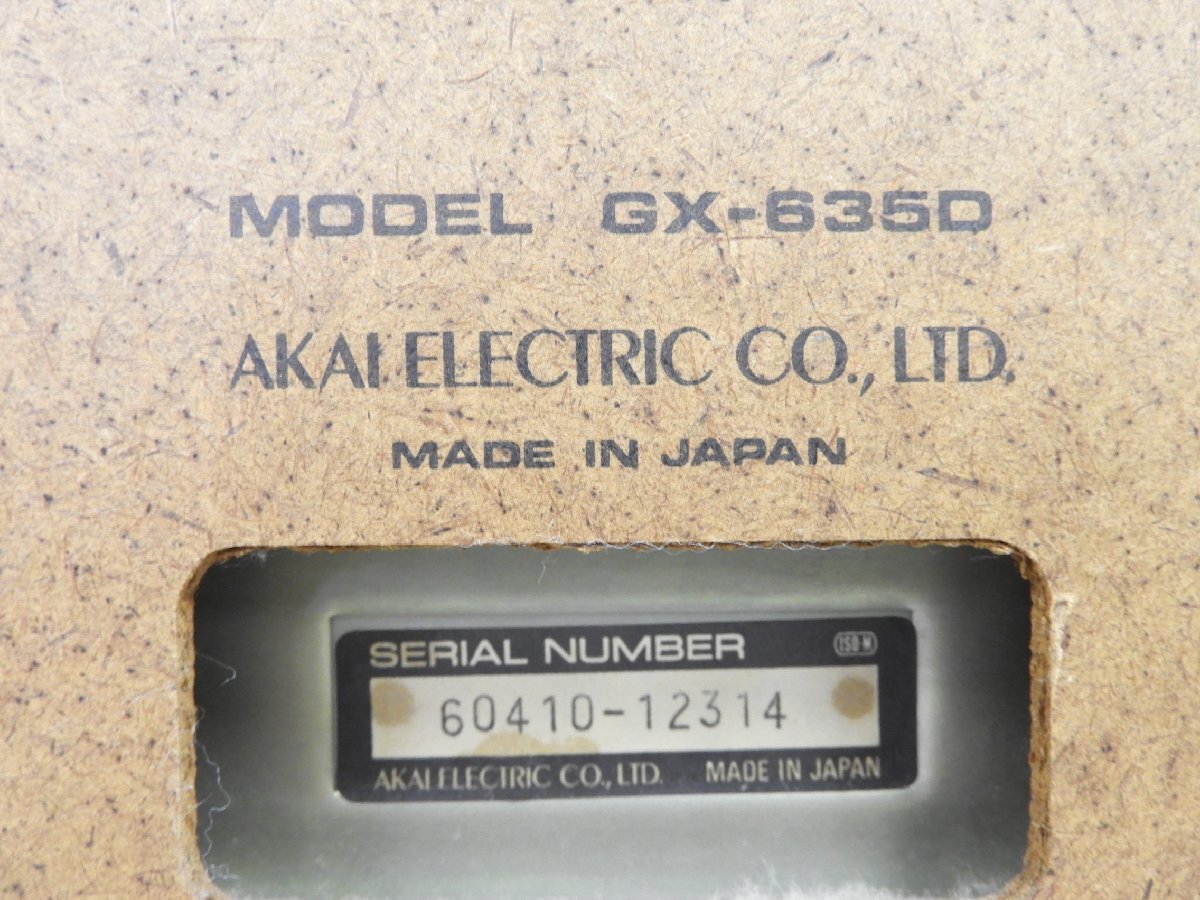 MODEL GX-635D
AKAI ELECTRIC CO., LTD.
MADE IN JAPAN
SERIAL NUMBER ISO-M
60410-12314
AKAI ELECTRIC CO., LTD. MADE IN JAPAN